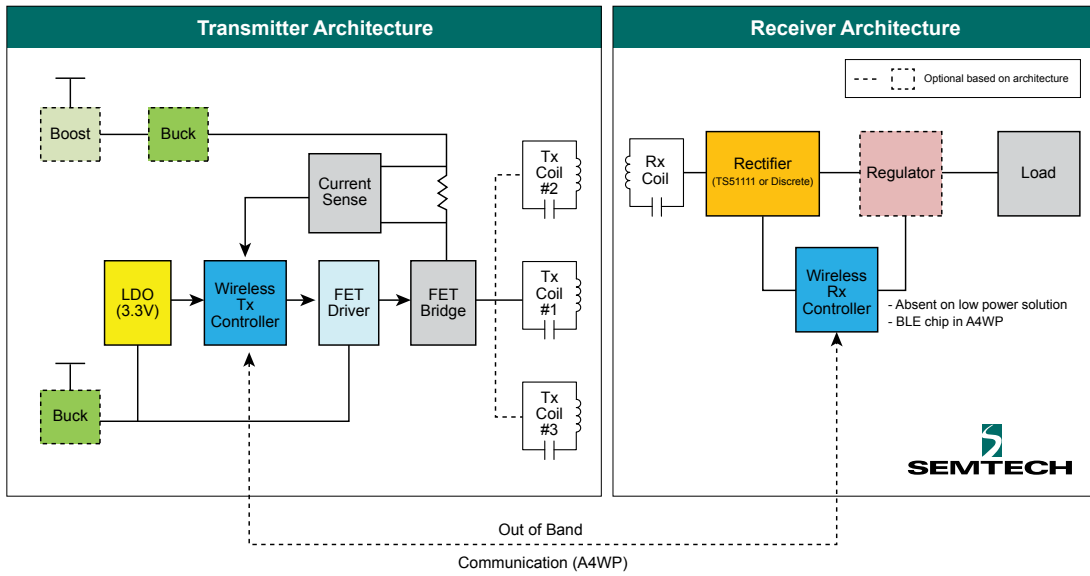 Transmitter Architecture
Boost
Buck
Current
Sense
Tx
Coil
#2
LDO
(3.3V)
Wireless
Tx
Controller
FET
Driver
FET
Bridge
Tx
Coil
#1
Buck
Tx
Coil
#3
Receiver Architecture
Optional based on architecture
Rx
Coil
Rectifier
(TS51111 or Discrete)
Regulator
Load
Wireless
Rx
Controller
- Absent on low power solution
- BLE chip in A4WP
SEMTECH
Out of Band
Communication (A4WP)